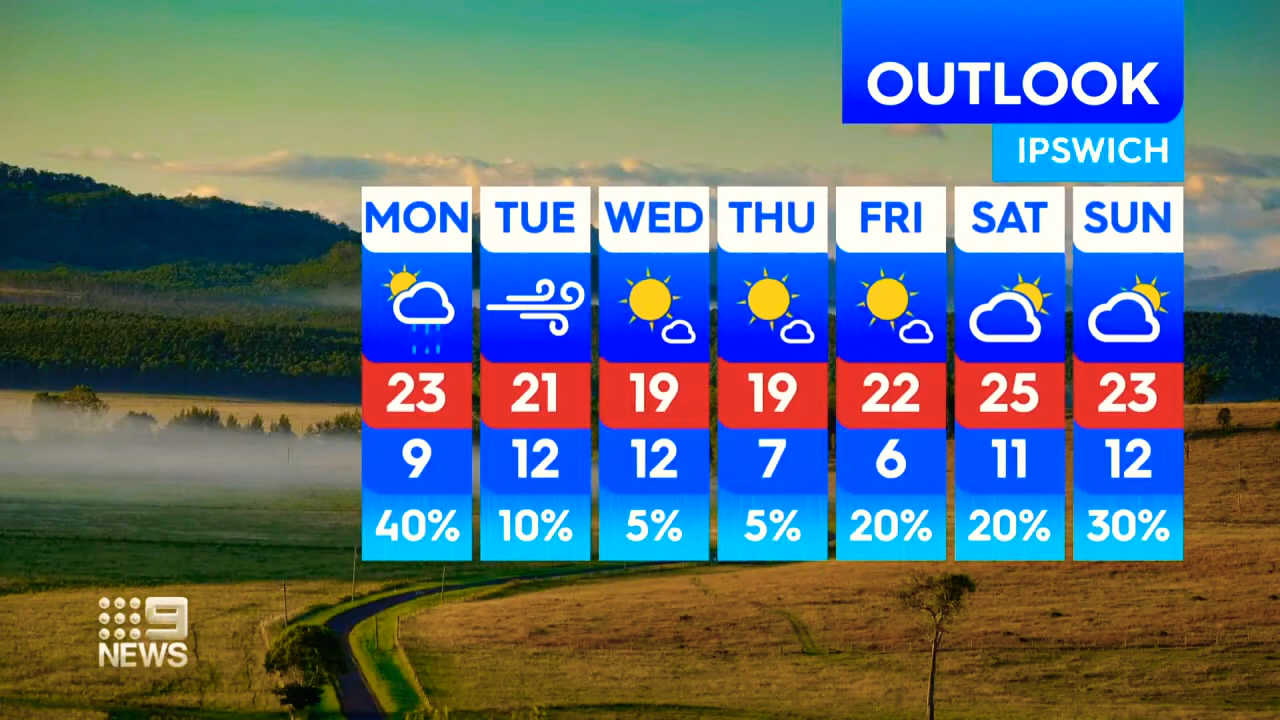 OUTLOOK
IPSWICH
MON TUE WED THU FRI SAT SUN
23 21 19 19 22 25 23
9 12 12 7 6 11 12
40% 10% 5% 5% 20% 20% 30%
9
NEWS